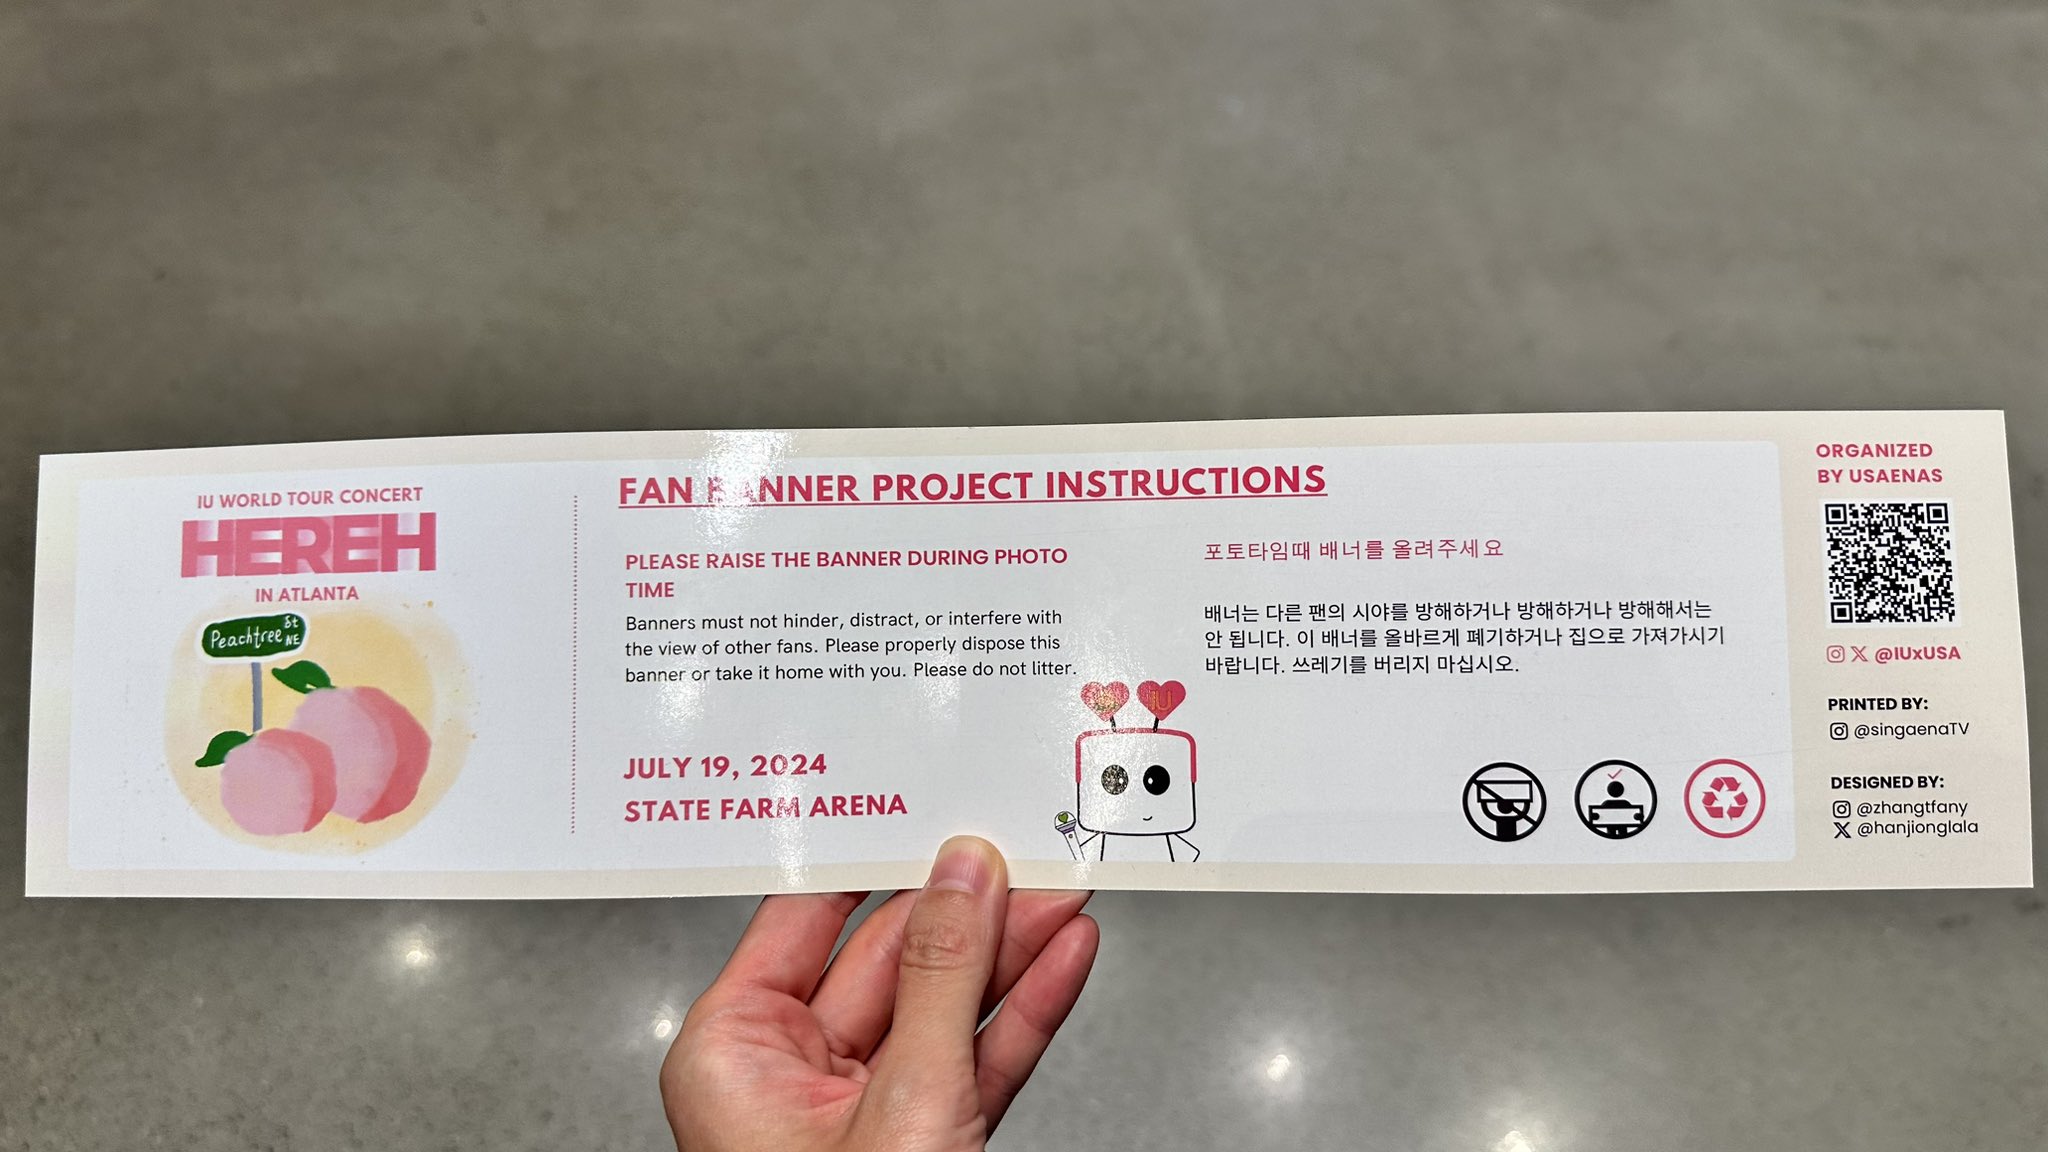 IU WORLD TOUR CONCERT
HEREH
IN ATLANTA
Peachtree St NE
FAN BANNER PROJECT INSTRUCTIONS
PLEASE RAISE THE BANNER DURING PHOTO
TIME
Banners must not hinder, distract, or interfere with
the view of other fans. Please properly dispose this
banner or take it home with you. Please do not litter.
JULY 19, 2024
STATE FARM ARENA
포토타임때 배너를 올려주세요
배너는 다른 팬의 시야를 방해하거나 방해하거나 방해해서는
안 됩니다. 이 배너를 올바르게 폐기하거나 집으로 가져가시기
바랍니다. 쓰레기를 버리지 마십시오.
IU
ORGANIZED
BY USAENAS
@IUxUSA
PRINTED BY:
@singaenaTV
DESIGNED BY:
@zhangtfany
@hanjionglala